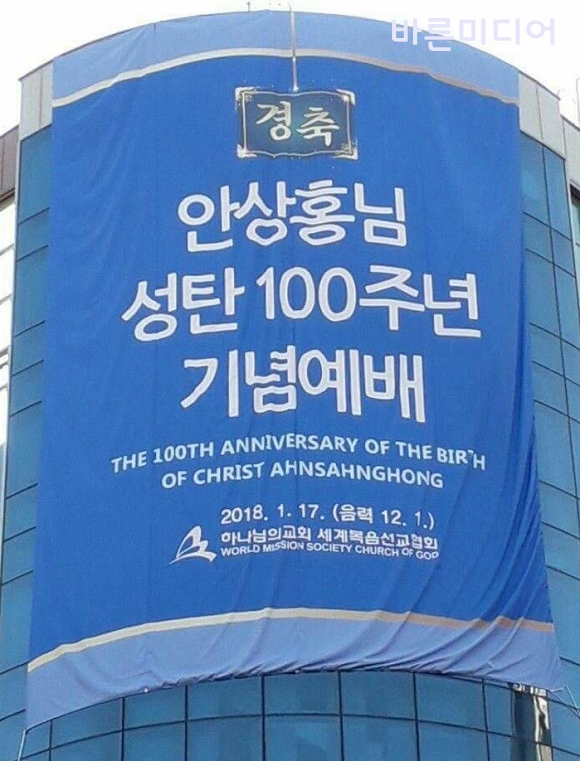 바른미디어
경축
안상홍님
성탄 100주년
기념예배
THE 100TH ANNIVERSARY OF THE BIRTH
OF CHRIST AHNSAHNGHONG
2018. 1. 17. (음력 12. 1.)
하나님의교회 세계복음선교협회
WORLD MISSION SOCIETY CHURCH OF GOD